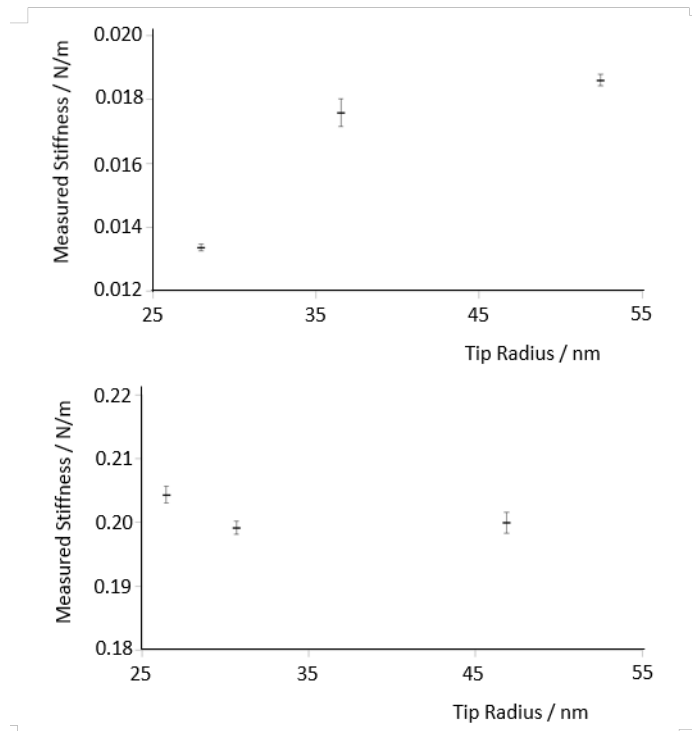 0.020
0.018
0.016
0.014
0.012
Measured Stiffness / N/m
25 35 45 55
Tip Radius / nm
0.22
0.21
0.20
0.19
0.18
Measured Stiffness / N/m
25 35 45 55
Tip Radius / nm